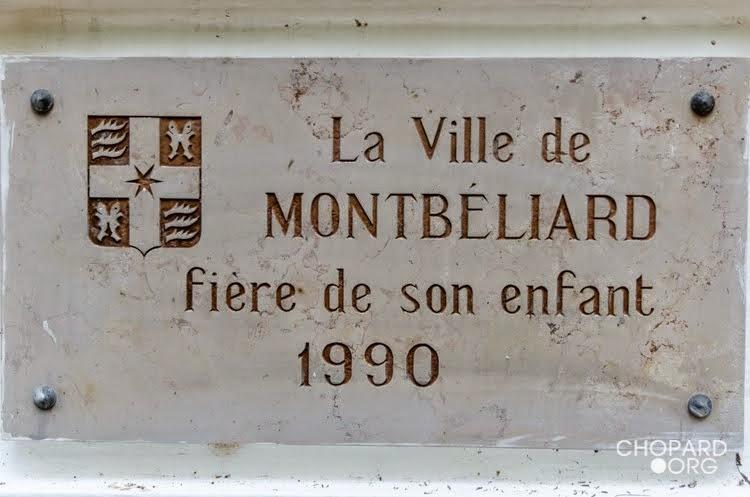 La Ville de
MONTBÉLIARD
fière de son enfant
1990
CHOPARD
ORG